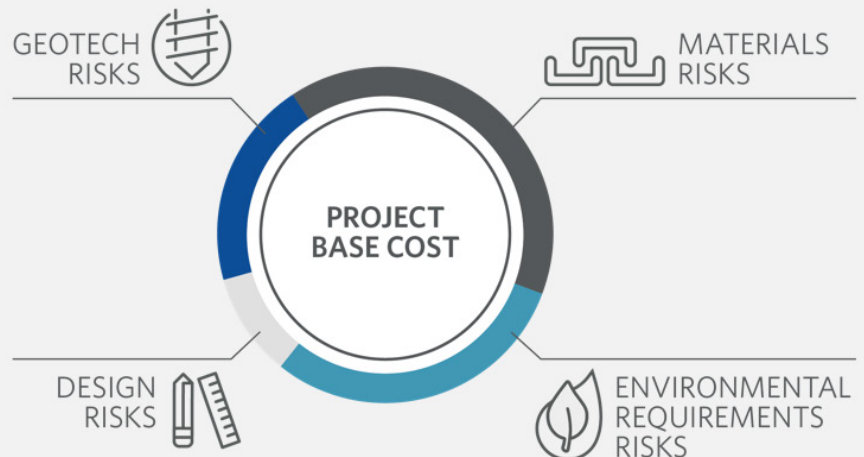 GEOTECH
RISKS
MATERIALS
RISKS
PROJECT
BASE COST
DESIGN
RISKS
ENVIRONMENTAL
REQUIREMENTS
RISKS